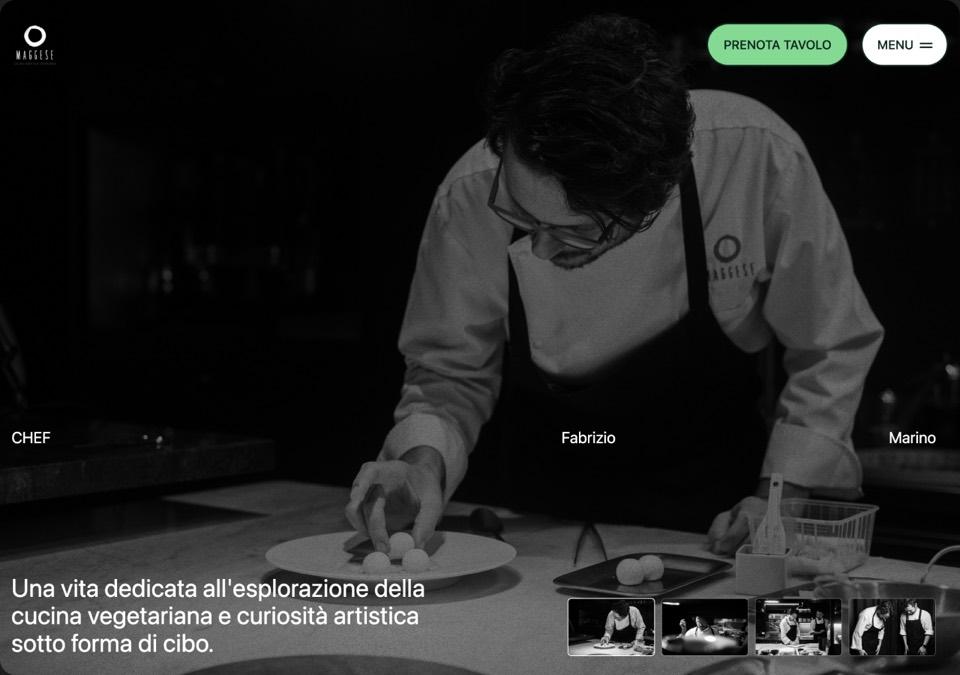 MAGGESE
PRENOTA TAVOLO
MENU
MAGGESE
CHEF
Fabrizio
Marino
Una vita dedicata all'esplorazione della
cucina vegetariana e curiosità artistica
sotto forma di cibo.